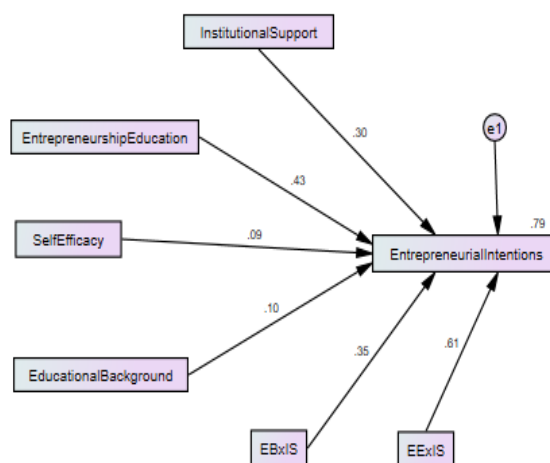 InstitutionalSupport
e1
.30
EntrepreneurshipEducation
.43
.79
SelfEfficacy
.09
EntrepreneurialIntentions
.10
EducationalBackground
.35
.61
EBxIS
EExIS